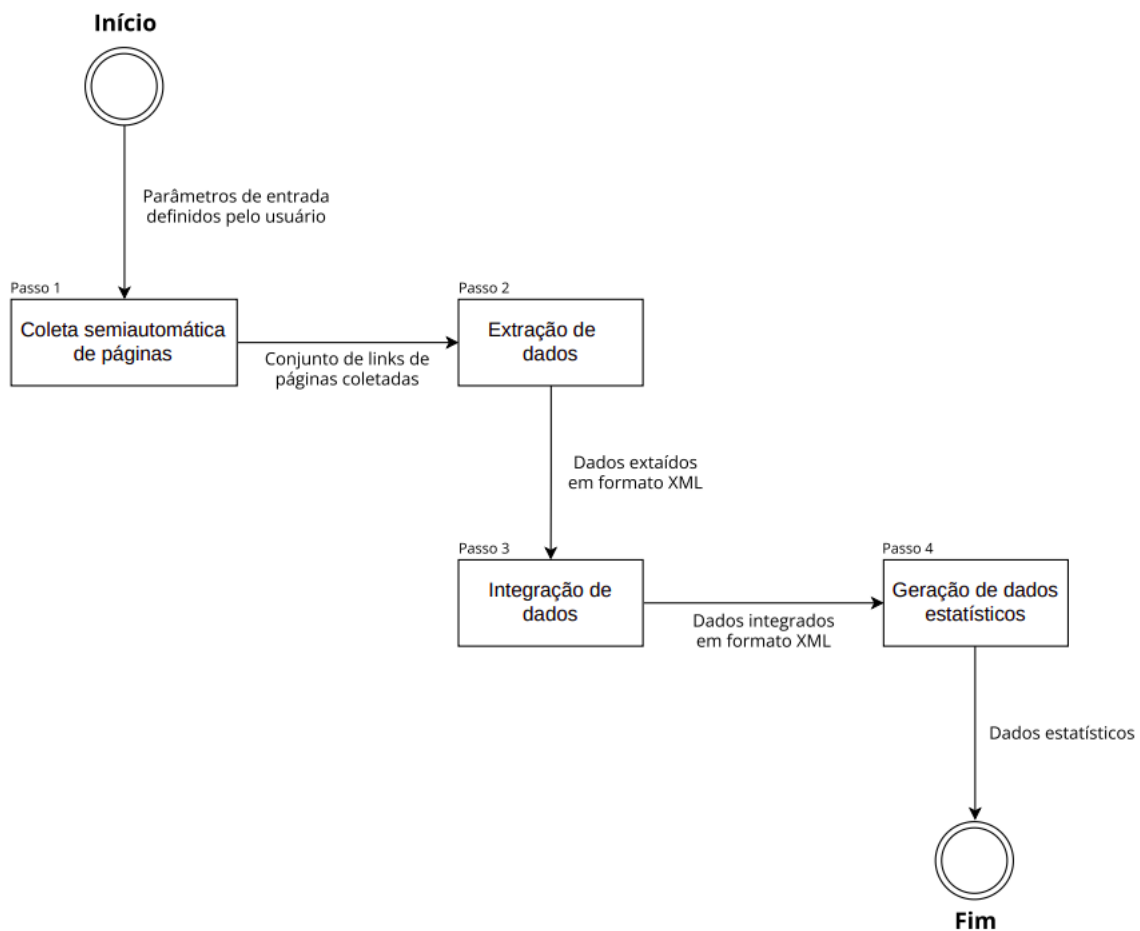 Início
Parâmetros de entrada
definidos pelo usuário
Passo 1
Coleta semiautomática
de páginas
Conjunto de links de
páginas coletadas
Passo 2
Extração de
dados
Dados extaídos
em formato XML
Passo 3
Integração de
dados
Dados integrados
em formato XML
Passo 4
Geração de dados
estatísticos
Dados estatísticos
Fim